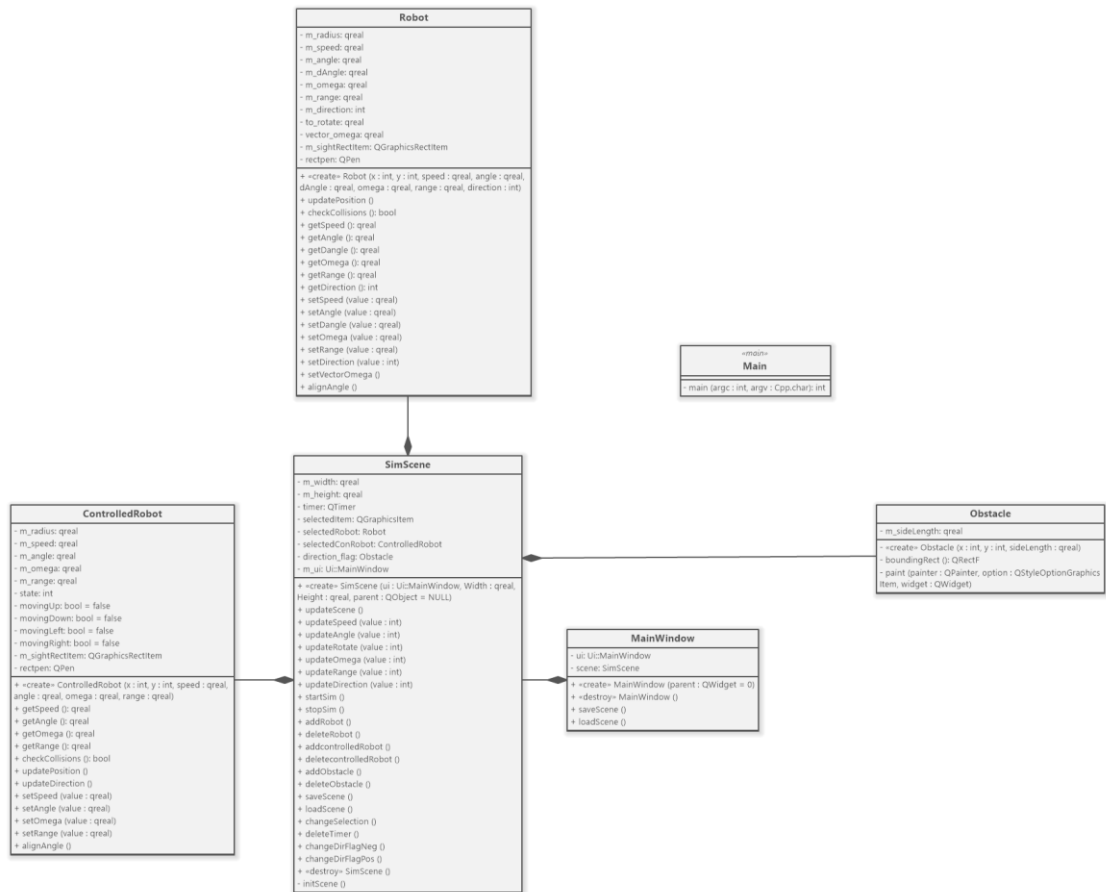 Robot
- m_radius: qreal
- m_speed: qreal
- m_angle: qreal
- m_dAngle: qreal
- m_omega: qreal
- m_range: qreal
- m_direction: int
- to_rotate: qreal
- vector_omega: qreal
- m_sightRectItem: QGraphicsRectItem
- rectpen: QPen
+ «create» Robot (x : int, y : int, speed : qreal, angle : qreal,
dAngle : qreal, omega : qreal, range : qreal, direction : int)
+ updatePosition ()
+ checkCollisions (): bool
+ getSpeed (): qreal
+ getAngle (): qreal
+ getDangle (): qreal
+ getOmega (): qreal
+ getRange (): qreal
+ getDirection (): int
+ setSpeed (value : qreal)
+ setAngle (value : qreal)
+ setDangle (value : qreal)
+ setOmega (value : qreal)
+ setRange (value : qreal)
+ setDirection (value : int)
+ setVectorOmega ()
+ alignAngle ()
«main»
Main
- main (argc : int, argv : Cpp.char): int
SimScene
- m_width: qreal
- m_height: qreal
- timer: QTimer
- selectedItem: QGraphicsItem
- selectedRobot: Robot
- selectedConRobot: ControlledRobot
- direction_flag: Obstacle
- m_ui: Ui::MainWindow
+ «create» SimScene (ui : Ui::MainWindow, Width : qreal,
Height : qreal, parent : QObject = NULL)
+ updateScene ()
+ updateSpeed (value : int)
+ updateAngle (value : int)
+ updateRotate (value : int)
+ updateOmega (value : int)
+ updateRange (value : int)
+ updateDirection (value : int)
+ startSim ()
+ stopSim ()
+ addRobot ()
+ deleteRobot ()
+ addcontrolledRobot ()
+ deletecontrolledRobot ()
+ addObstacle ()
+ deleteObstacle ()
+ saveScene ()
+ loadScene ()
+ changeSelection ()
+ deleteTimer ()
+ changeDirFlagNeg ()
+ changeDirFlagPos ()
+ «destroy» SimScene ()
- initScene ()
ControlledRobot
- m_radius: qreal
- m_speed: qreal
- m_angle: qreal
- m_omega: qreal
- m_range: qreal
- state: int
- movingUp: bool = false
- movingDown: bool = false
- movingLeft: bool = false
- movingRight: bool = false
- m_sightRectItem: QGraphicsRectItem
- rectpen: QPen
+ «create» ControlledRobot (x : int, y : int, speed : qreal,
angle : qreal, omega : qreal, range : qreal)
+ getSpeed (): qreal
+ getAngle (): qreal
+ getOmega (): qreal
+ getRange (): qreal
+ checkCollisions (): bool
+ updatePosition ()
+ updateDirection ()
+ setSpeed (value : qreal)
+ setAngle (value : qreal)
+ setOmega (value : qreal)
+ setRange (value : qreal)
+ alignAngle ()
Obstacle
- m_sideLength: qreal
- «create» Obstacle (x : int, y : int, sideLength : qreal)
- boundingRect (): QRectF
- paint (painter : QPainter, option : QStyleOptionGraphics
Item, widget : QWidget)
MainWindow
- ui: Ui::MainWindow
- scene: SimScene
+ «create» MainWindow (parent : QWidget = 0)
+ «destroy» MainWindow ()
+ saveScene ()
+ loadScene ()